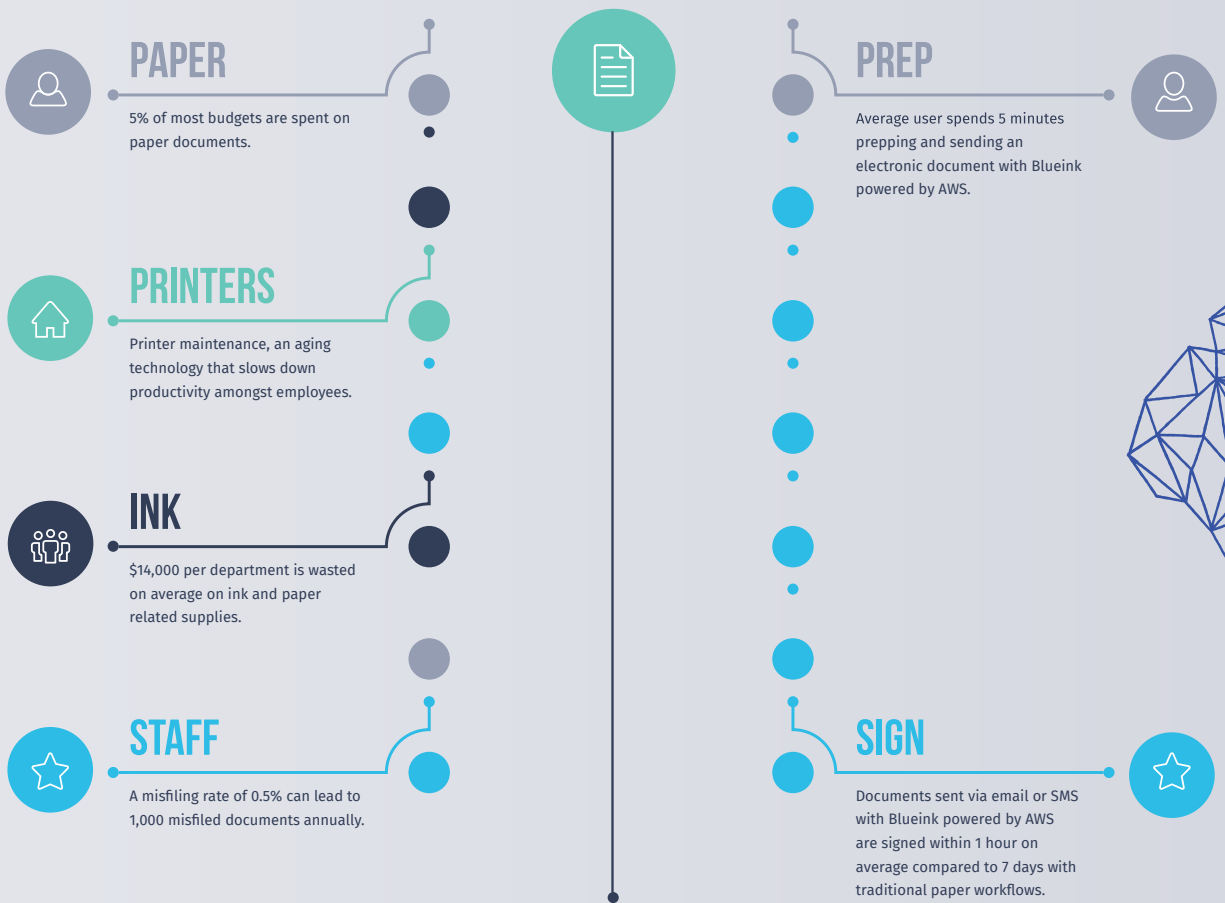 PAPER
5% of most budgets are spent on
paper documents.
PRINTERS
Printer maintenance, an aging
technology that slows down
productivity amongst employees.
INK
$14,000 per department is wasted
on average on ink and paper
related supplies.
STAFF
A misfiling rate of 0.5% can lead to
1,000 misfiled documents annually.
PREP
Average user spends 5 minutes
prepping and sending an
electronic document with Blueink
powered by AWS.
SIGN
Documents sent via email or SMS
with Blueink powered by AWS
are signed within 1 hour on
average compared to 7 days with
traditional paper workflows.